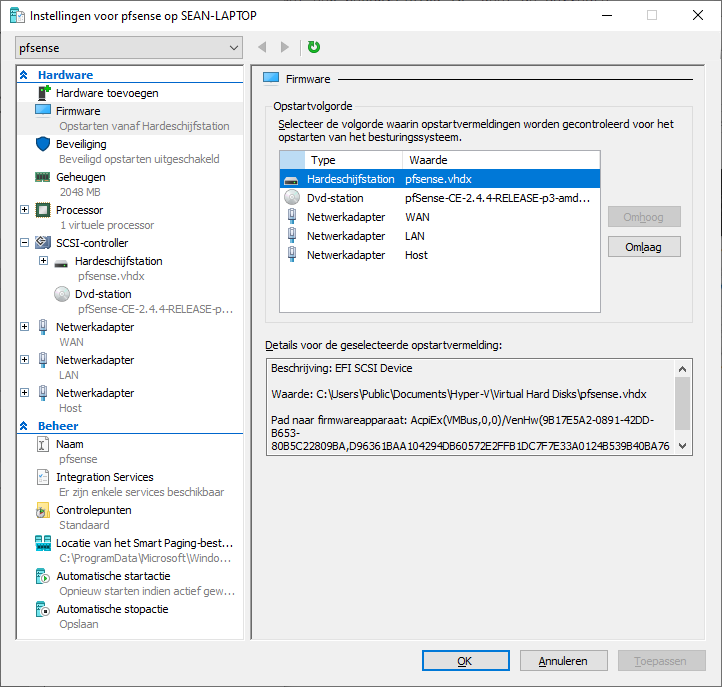 Instellingen voor pfsense op SEAN-LAPTOP
pfsense
Hardware
Hardware toevoegen
Firmware
Opstarten vanaf Hardeschijfstation
Beveiliging
Beveiligd opstarten uitgeschakeld
Geheugen
2048 MB
Processor
1 virtuele processor
SCSI-controller
Hardeschijfstation
pfsense.vhdx
Dvd-station
pfSense-CE-2.4.4-RELEASE-p...
Netwerkadapter
WAN
Netwerkadapter
LAN
Netwerkadapter
Host
Beheer
Naam
pfsense
Integration Services
Er zijn enkele services beschikbaar
Controlepunten
Standaard
Locatie van het Smart Paging-best...
C:\ProgramData\Microsoft\Windo...
Automatische startactie
Opnieuw starten indien actief gew...
Automatische stopactie
Opslaan
Firmware
Opstartvolgorde
Selecteer de volgorde waarin opstartvermeldingen worden gecontroleerd voor het
opstarten van het besturingssysteem.
Type Waarde
Hardeschijfstation pfsense.vhdx
Dvd-station pfSense-CE-2.4.4-RELEASE-p3-amd...
Netwerkadapter WAN
Netwerkadapter LAN
Netwerkadapter Host
Omhoog
Omlaag
Details voor de geselecteerde opstartvermelding:
Beschrijving: EFI SCSI Device
Waarde: C:\Users\Public\Documents\Hyper-V\Virtual Hard Disks\pfsense.vhdx
Pad naar firmwareapparaat: AcpiEx(VMBus,0,0)/VenHw(9B17E5A2-0891-42DD-
B653-
80B5C22809BA,D96361BAA104294DB60572E2FFB1DC7F7E33A0124B539B40BA76
OK
Annuleren
Toepassen